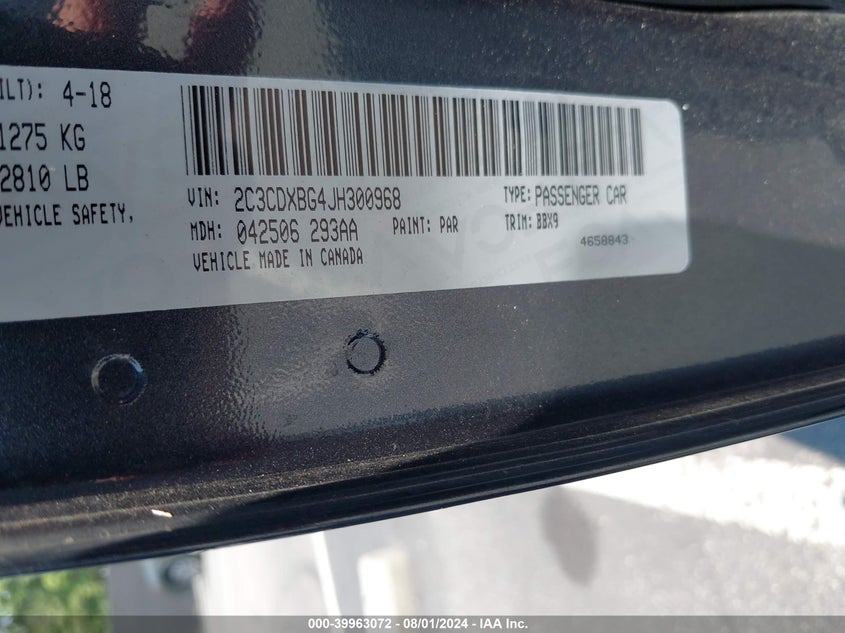 ILT): 4-18
1275 KG
2810 LB
VEHICLE SAFETY,
VIN: 2C3CDXBG4JH300968
TYPE: PASSENGER CAR
MDH: 042506 293AA
PAINT: PAR
TRIM: BBX9
VEHICLE MADE IN CANADA
4658843
000-39963072 - 08/01/2024 - IAA Inc.